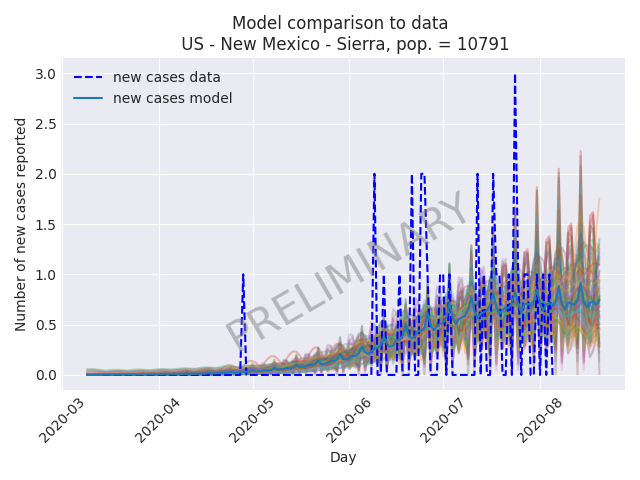 Model comparison to data
US - New Mexico - Sierra, pop. = 10791
new cases data
new cases model
Number of new cases reported
3.0
2.5
2.0
1.5
1.0
0.5
0.0
PRELIMINARY
2020-03
2020-04
2020-05
2020-06
2020-07
2020-08
Day